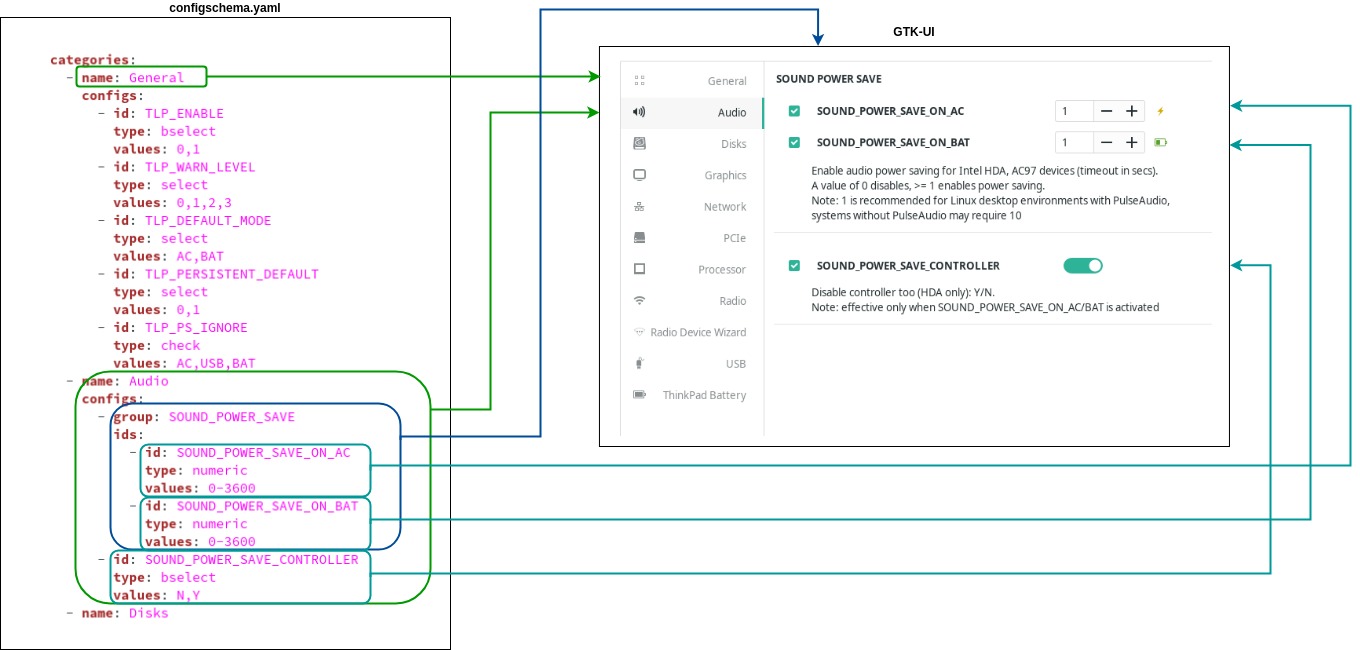 configschema.yaml
categories:
- name: General
configs:
- id: TLP_ENABLE
type: bselect
values: 0,1
- id: TLP_WARN_LEVEL
type: select
values: 0,1,2,3
- id: TLP_DEFAULT_MODE
type: select
values: AC,BAT
- id: TLP_PERSISTENT_DEFAULT
type: select
values: 0,1
- id: TLP_PS_IGNORE
type: check
values: AC,USB,BAT
- name: Audio
configs:
- group: SOUND_POWER_SAVE
ids:
- id: SOUND_POWER_SAVE_ON_AC
type: numeric
values: 0-3600
- id: SOUND_POWER_SAVE_ON_BAT
type: numeric
values: 0-3600
- id: SOUND_POWER_SAVE_CONTROLLER
type: bselect
values: N,Y
- name: Disks
GTK-UI
General
Audio
Disks
Graphics
Network
PCIe
Processor
Radio
Radio Device Wizard
USB
ThinkPad Battery
SOUND POWER SAVE
SOUND_POWER_SAVE_ON_AC 1 — +
SOUND_POWER_SAVE_ON_BAT 1 — +
Enable audio power saving for Intel HDA, AC97 devices (timeout in secs).
A value of 0 disables, >= 1 enables power saving.
Note: 1 is recommended for Linux desktop environments with PulseAudio,
systems without PulseAudio may require 10
SOUND_POWER_SAVE_CONTROLLER
Disable controller too (HDA only): Y/N.
Note: effective only when SOUND_POWER_SAVE_ON_AC/BAT is activated